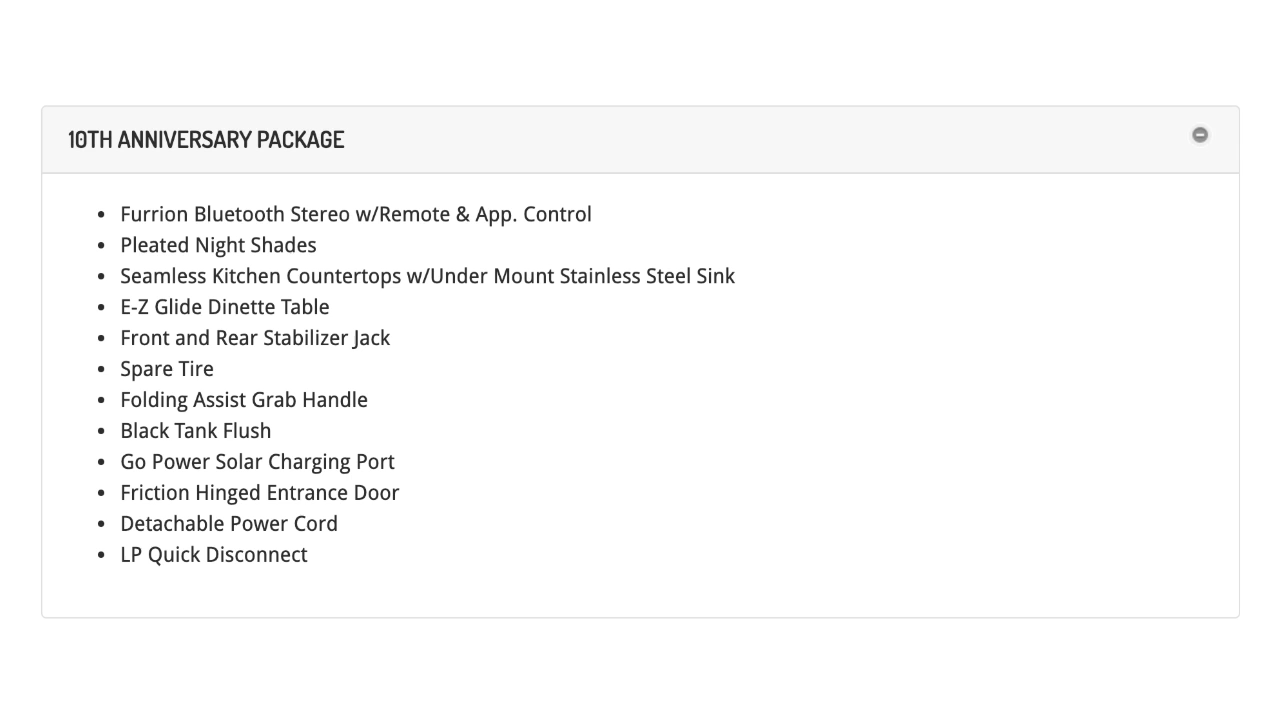 10TH ANNIVERSARY PACKAGE
• Furrion Bluetooth Stereo w/Remote & App. Control
• Pleated Night Shades
• Seamless Kitchen Countertops w/Under Mount Stainless Steel Sink
• E-Z Glide Dinette Table
• Front and Rear Stabilizer Jack
• Spare Tire
• Folding Assist Grab Handle
• Black Tank Flush
• Go Power Solar Charging Port
• Friction Hinged Entrance Door
• Detachable Power Cord
• LP Quick Disconnect